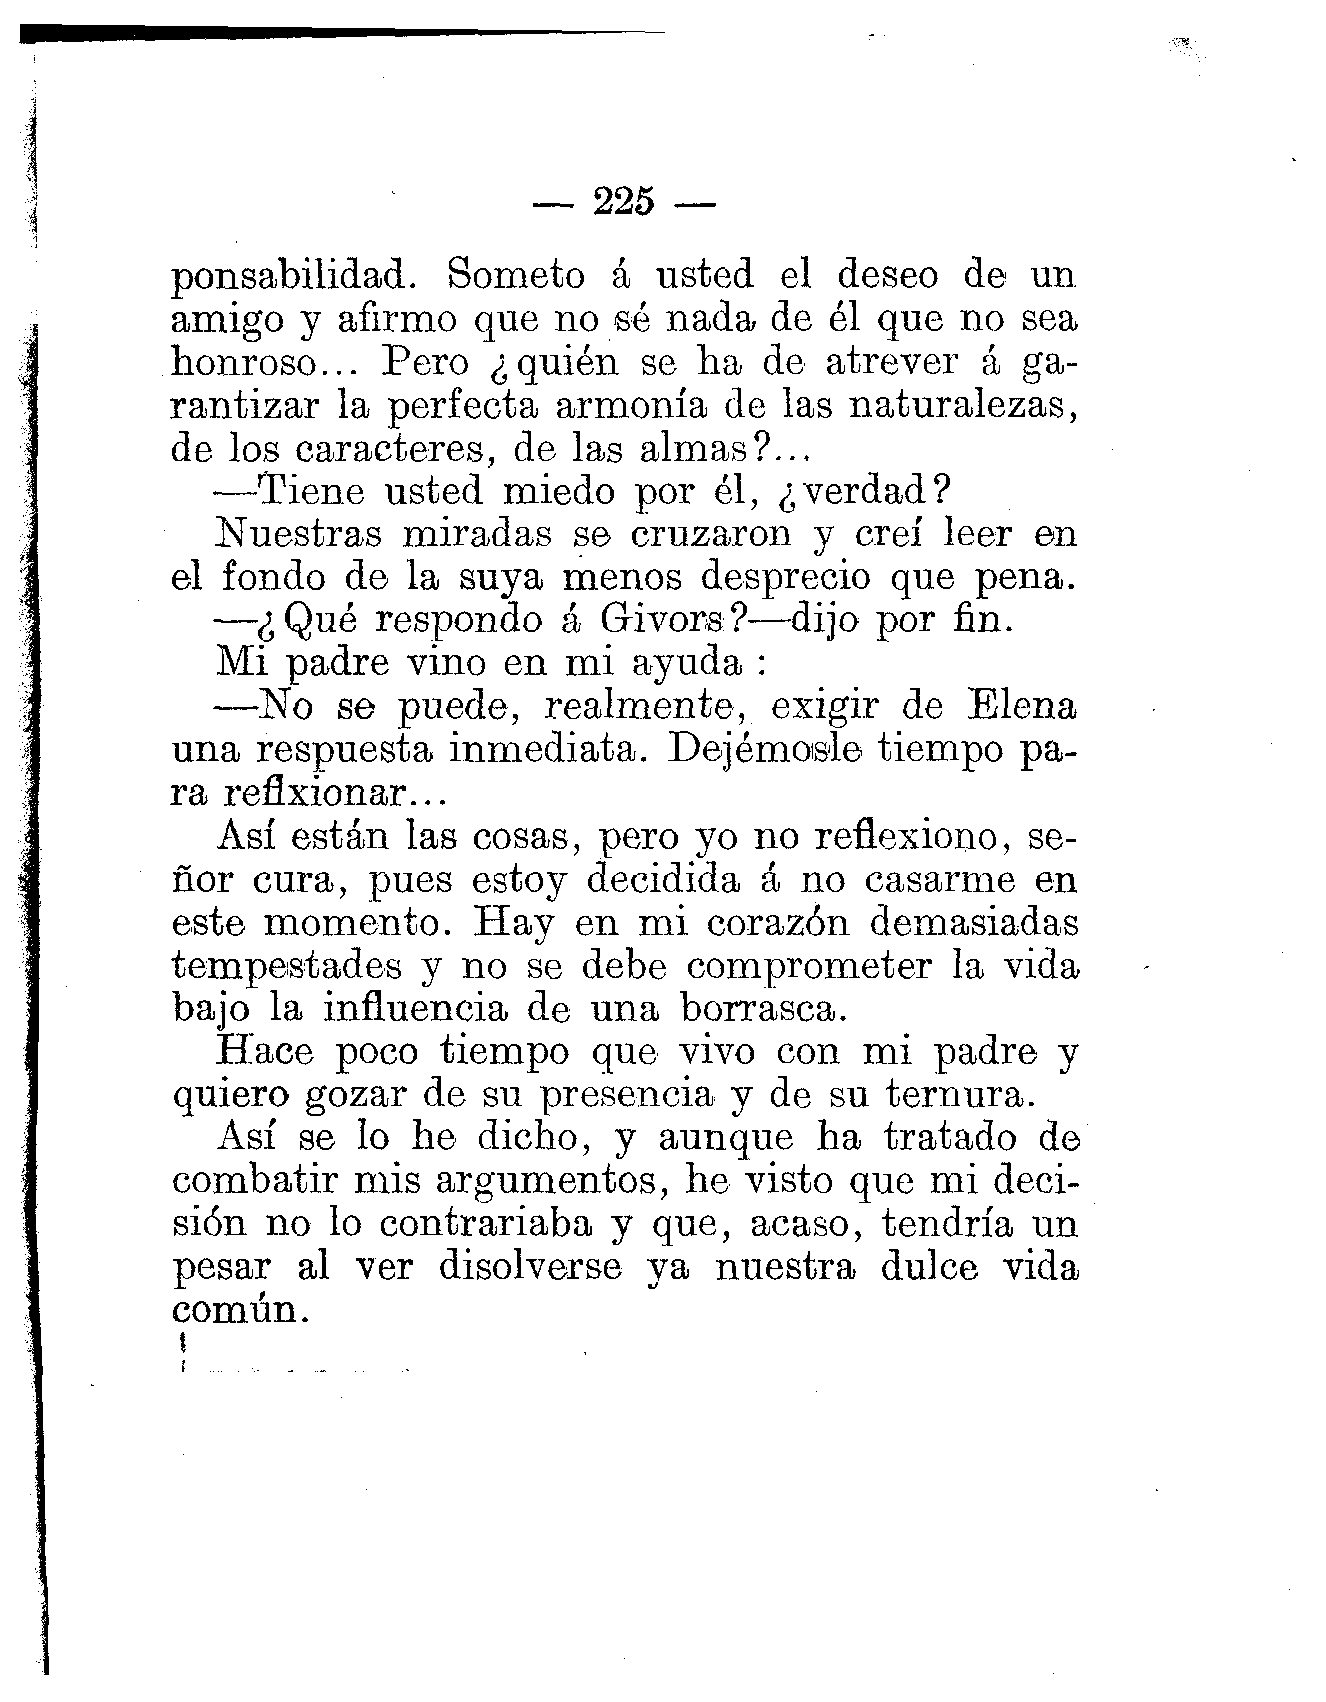 — 225 —
ponsabilidad. Someto á usted el deseo de un
amigo y afirmo que no sé nada de él que no sea
honroso... Pero ¿quién se ha de atrever á ga-
rantizar la perfecta armonía de las naturalezas,
de los caracteres, de las almas?...
—Tiene usted miedo por él, ¿verdad?
Nuestras miradas se cruzaron y creí leer en
el fondo de la suya menos desprecio que pena.
—¿Qué respondo á Givors?—dijo por fin.
Mi padre vino en mi ayuda :
—No se puede, realmente, exigir de Elena
una respuesta inmediata. Dejémosle tiempo pa-
ra reflxionar...
Así están las cosas, pero yo no reflexiono, se-
ñor cura, pues estoy decidida á no casarme en
este momento. Hay en mi corazón demasiadas
tempestades y no se debe comprometer la vida
bajo la influencia de una borrasca.
Hace poco tiempo que vivo con mi padre y
quiero gozar de su presencia y de su ternura.
Así se lo he dicho, y aunque ha tratado de
combatir mis argumentos, he visto que mi deci-
sión no lo contrariaba y que, acaso, tendría un
pesar al ver disolverse ya nuestra dulce vida
común.